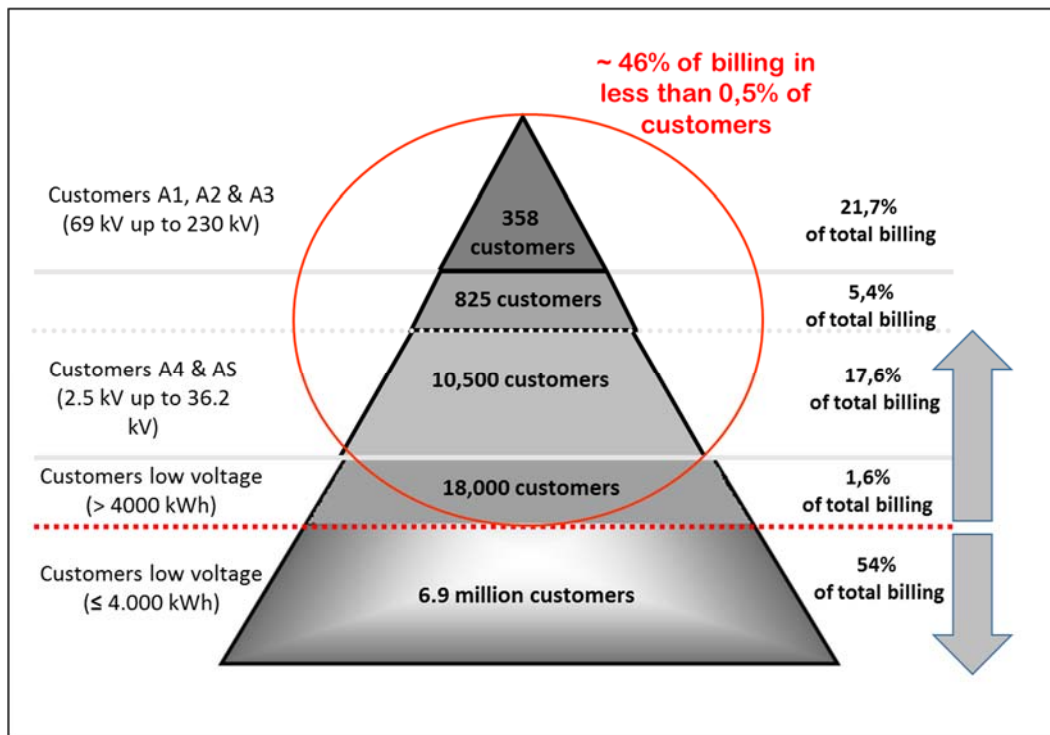 ~ 46% of billing in
less than 0,5% of
customers
Customers A1, A2 & A3
(69 kV up to 230 kV)
358
customers
21,7%
of total billing
825 customers
5,4%
of total billing
Customers A4 & AS
(2.5 kV up to 36.2
kV)
10,500 customers
17,6%
of total billing
Customers low voltage
(> 4000 kWh)
18,000 customers
1,6%
of total billing
Customers low voltage
(≤ 4.000 kWh)
6.9 million customers
54%
of total billing